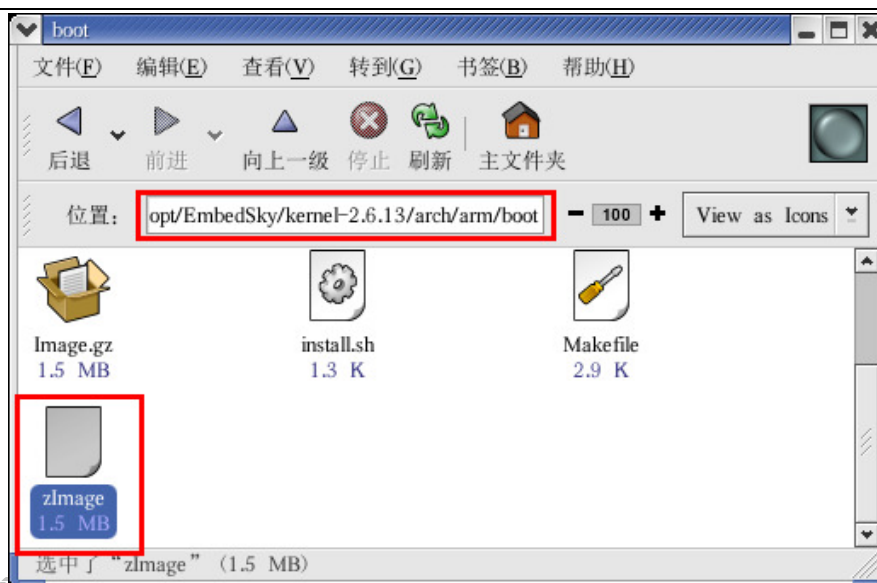 boot
文件(F) 编辑(E) 查看(V) 转到(G) 书签(B) 帮助(H)
后退 前进 向上一级 停止 刷新 主文件夹
位置: opt/EmbedSky/kernel-2.6.13/arch/arm/boot 100 View as Icons
Image.gz install.sh Makefile
1.5 MB 1.3 K 2.9 K
zImage
1.5 MB
选中了“zImage” (1.5 MB)